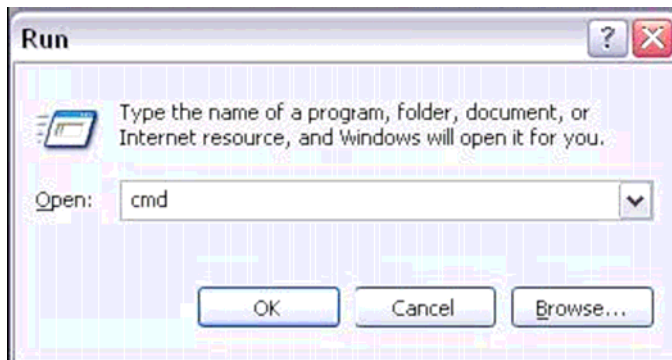 Run
Type the name of a program, folder, document, or
Internet resource, and Windows will open it for you.
Open: cmd
OK Cancel Browse...